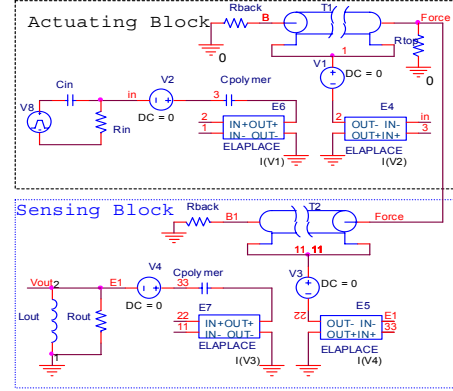 Actuating Block
Rback
B
T1
Force
0
1
Rtop
0
V1
DC = 0
Cin
V2
Cpolymer
V8
in
3
E6
E4
Rin
DC = 0
2
IN+OUT+
2
OUT- IN-
in
1
IN- OUT-
OUT+IN+
3
ELAPLACE
ELAPLACE
I(V1)
I(V2)
Sensing Block
Rback
B1
T2
Force
11 11
V4
Cpolymer
V3
DC = 0
Vout
2
E1
33
E7
22
E5
Lout
Rout
DC = 0
22
IN+OUT+
OUT- IN-
E1
11
IN- OUT-
OUT+IN+
33
ELAPLACE
ELAPLACE
1
I(V3)
I(V4)